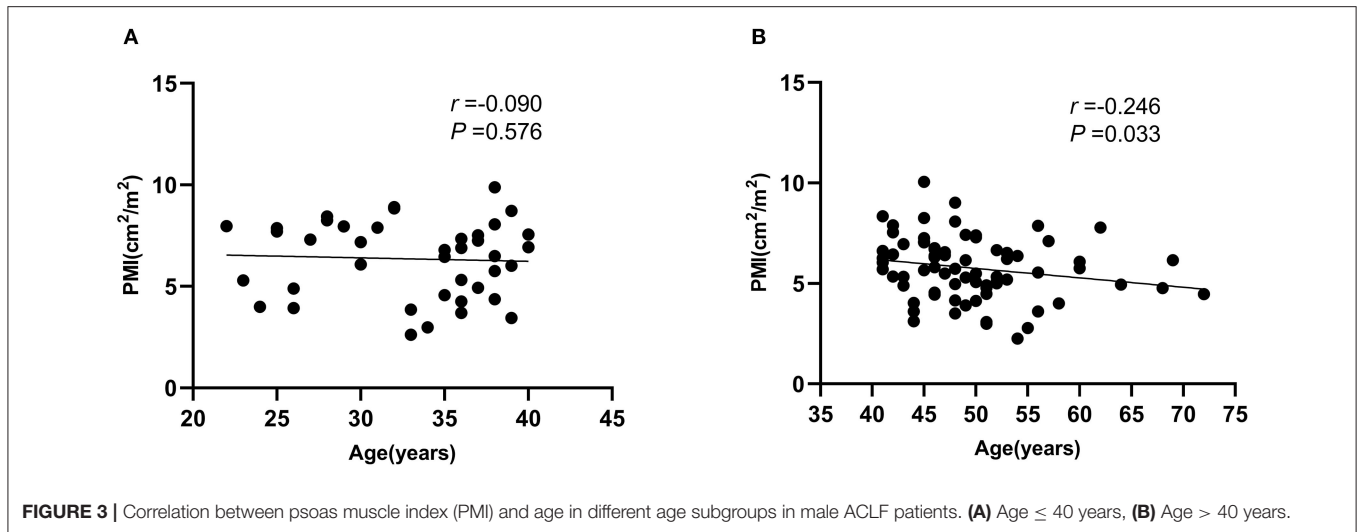 A
15
10
5
0
PMI(cm²/m²)
r =-0.090
P =0.576
20 25 30 35 40 45
Age(years)
B
15
10
5
0
PMI(cm²/m²)
r =-0.246
P =0.033
35 40 45 50 55 60 65 70 75
Age(years)
FIGURE 3 | Correlation between psoas muscle index (PMI) and age in different age subgroups in male ACLF patients. (A) Age ≤ 40 years, (B) Age > 40 years.